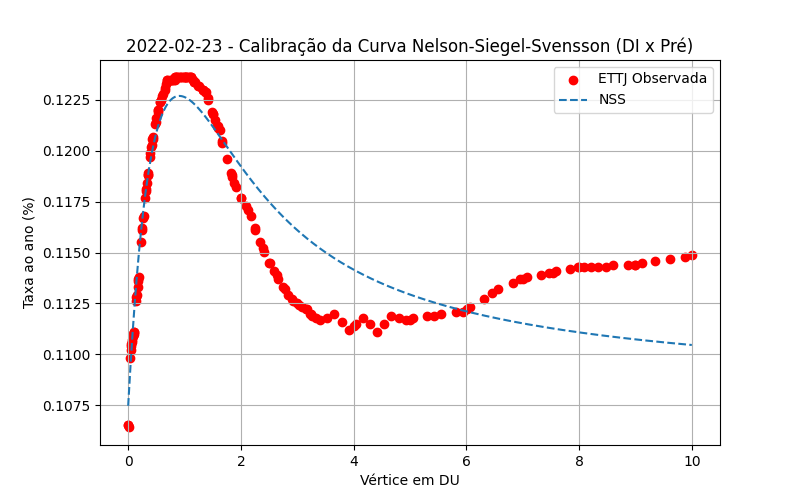 2022-02-23 - Calibração da Curva Nelson-Siegel-Svensson (DI x Pré)
ETTJ Observada
NSS
Taxa ao ano (%)
0.1225
0.1200
0.1175
0.1150
0.1125
0.1100
0.1075
0 2 4 6 8 10
Vértice em DU